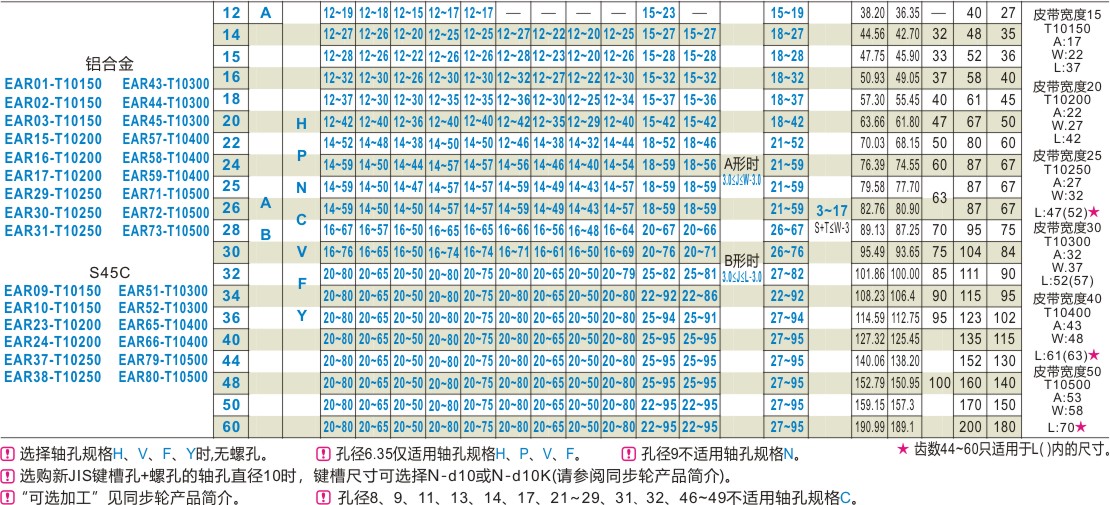 铝合金
EAR01-T10150 EAR43-T10300
EAR02-T10150 EAR44-T10300
EAR03-T10150 EAR45-T10300
EAR15-T10200 EAR57-T10400
EAR16-T10200 EAR58-T10400
EAR17-T10200 EAR59-T10400
EAR29-T10250 EAR71-T10500
EAR30-T10250 EAR72-T10500
EAR31-T10250 EAR73-T10500
S45C
EAR09-T10150 EAR51-T10300
EAR10-T10150 EAR52-T10300
EAR23-T10200 EAR65-T10400
EAR24-T10200 EAR66-T10400
EAR37-T10250 EAR79-T10500
EAR38-T10250 EAR80-T10500
12 A 12~19 12~18 12~15 12~17 12~17 — — — — 15~23 — 15~19 38.20 36.35 — 40 27
14 12~27 12~26 12~20 12~25 12~25 12~27 12~22 12~20 12~25 15~27 15~27 18~27 44.56 42.70 32 48 35
15 12~28 12~26 12~22 12~26 12~26 12~28 12~23 12~20 12~26 15~28 15~28 18~28 47.75 45.90 33 52 36
16 12~32 12~30 12~26 12~30 12~30 12~32 12~27 12~22 12~30 15~32 15~32 18~32 50.93 49.05 37 58 40
18 12~37 12~30 12~30 12~35 12~35 12~36 12~30 12~25 12~34 15~37 15~36 18~37 57.30 55.45 40 61 45
20 12~42 12~40 12~36 12~40 12~40 12~42 12~35 12~29 12~40 15~42 15~42 18~42 63.66 61.80 47 67 50
22 14~52 14~48 14~38 14~50 14~50 12~46 14~38 14~32 14~44 18~52 18~46 21~52 70.03 68.15 50 80 60
24 14~59 14~50 14~44 14~57 14~57 14~56 14~46 14~40 14~54 18~59 18~56 21~59 76.39 74.55 60 87 67
25 14~59 14~50 14~47 14~57 14~57 14~59 14~49 14~43 14~57 18~59 18~59 21~59 79.58 77.70 63 87 67
26 14~59 14~50 14~50 14~57 14~57 14~59 14~49 14~43 14~57 18~59 18~59 21~59 82.76 80.90 87 67
28 16~67 16~57 16~50 16~65 16~65 16~66 16~56 16~48 16~64 20~67 20~66 26~67 89.13 87.25 70 95 75
30 16~76 16~65 16~50 16~74 16~74 16~71 16~61 16~50 16~69 20~76 20~71 26~76 95.49 93.65 75 104 84
32 20~80 20~65 20~50 20~80 20~75 20~80 20~65 20~50 20~79 25~82 25~81 27~82 101.86 100.00 85 111 90
34 20~80 20~65 20~50 20~80 20~75 20~80 20~65 20~50 20~80 22~92 22~86 22~92 108.23 106.4 90 115 95
36 20~80 20~65 20~50 20~80 20~75 20~80 20~65 20~50 20~80 25~94 25~91 27~94 114.59 112.75 95 123 102
40 20~80 20~65 20~50 20~80 20~75 20~80 20~65 20~50 20~80 25~95 25~95 27~95 127.32 125.45 135 115
44 20~80 20~65 20~50 20~80 20~75 20~80 20~65 20~50 20~80 25~95 25~95 27~95 140.06 138.20 152 130
48 20~80 20~65 20~50 20~80 20~75 20~80 20~65 20~50 20~80 22~95 22~95 27~95 152.79 150.95 100 160 140
50 20~80 20~65 20~50 20~80 20~75 20~80 20~65 20~50 20~80 22~95 22~95 27~95 159.15 157.3 170 150
60 20~80 20~65 20~50 20~80 20~75 20~80 20~65 20~50 20~80 22~95 22~95 27~95 190.99 189.1 200 180
A
B
H
P
N
C
V
F
Y
A形时
3.0≤J≤W-3.0
B形时
3.0≤J≤L-3.0
3~17
S+T≤W-3
皮带宽度15
T10150
A:17
W:22
L:37
皮带宽度20
T10200
A:22
W.27
L:42
皮带宽度25
T10250
A:27
W:32
L:47(52)★
皮带宽度30
T10300
A:32
W.37
L:52(57)
皮带宽度40
T10400
A:43
W:48
L:61(63)★
皮带宽度50
T10500
A:53
W:58
L:70★
! 选择轴孔规格H、V、F、Y时,无螺孔。 ! 孔径6.35仅适用轴孔规格H、P、V、F。 ! 孔径9不适用轴孔规格N。 ★ 齿数44~60只适用于L( )内的尺寸。
! 选购新JIS键槽孔+螺孔的轴孔直径10时，键槽尺寸可选择N-d10或N-d10K(请参阅同步轮产品简介)。
! “可选加工”见同步轮产品简介。 ! 孔径8、9、11、13、14、17、21~29、31、32、46~49不适用轴孔规格C。